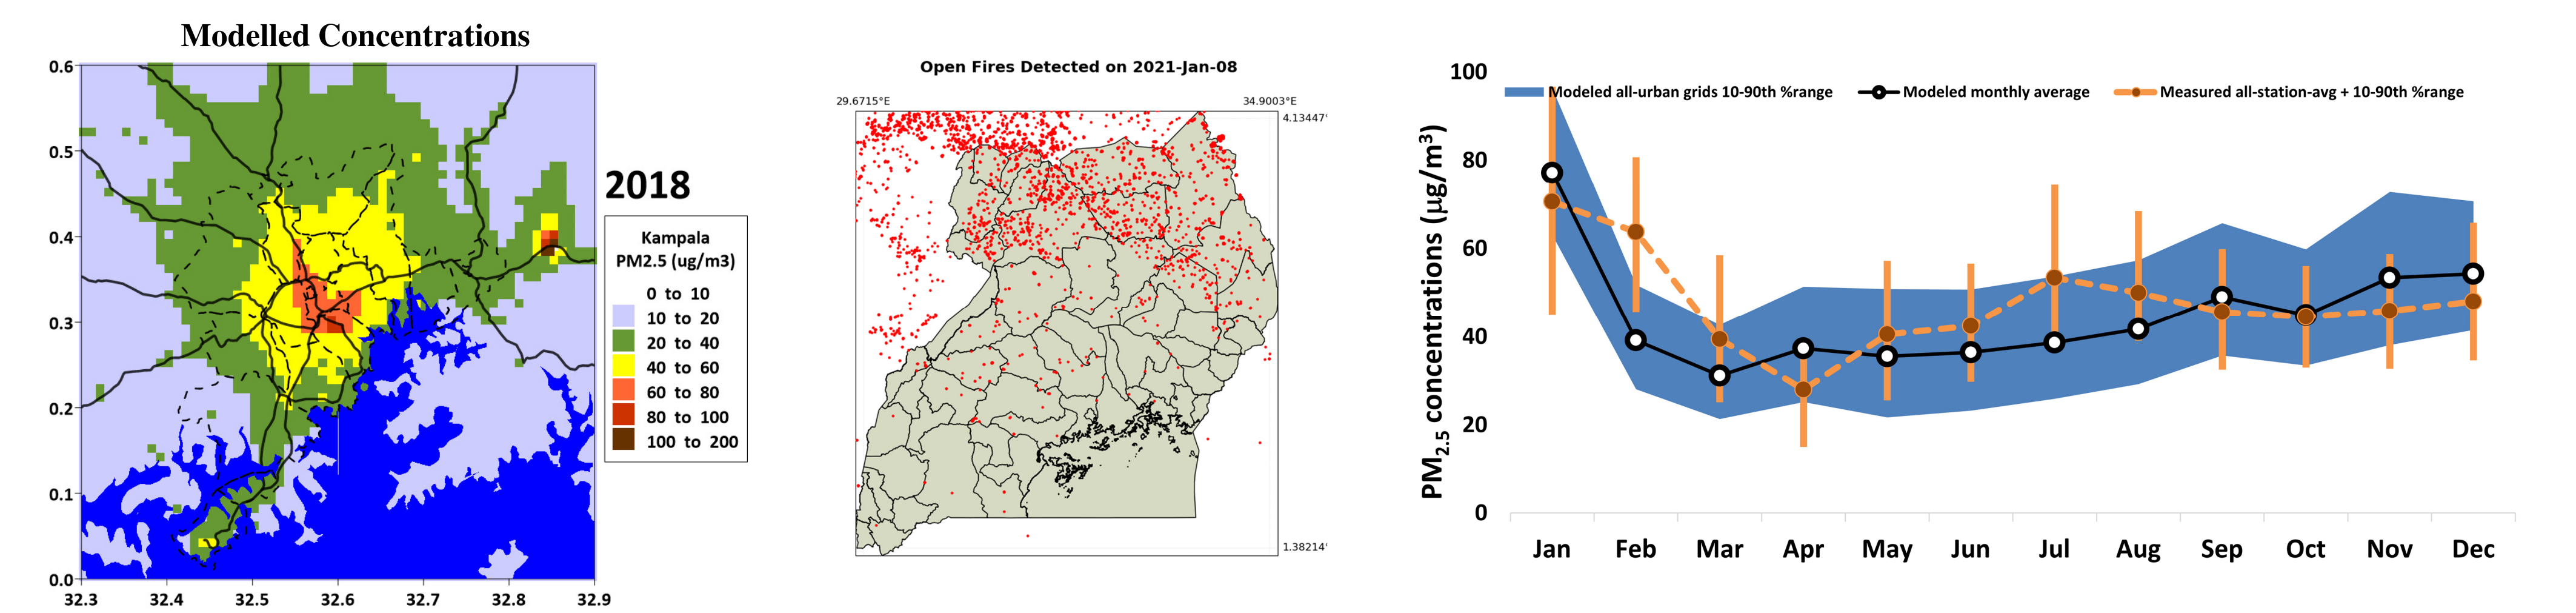 Modelled Concentrations
0.6
0.5
0.4
0.3
0.2
0.1
0.0
32.3 32.4 32.5 32.6 32.7 32.8 32.9
2018
Kampala
PM2.5 (ug/m3)
0 to 10
10 to 20
20 to 40
40 to 60
60 to 80
80 to 100
100 to 200
Open Fires Detected on 2021-Jan-08
29.6715°E 34.9003°E
4.13447°
1.38214°
PM2.5 concentrations (μg/m3)
100
80
60
40
20
0
Modeled all-urban grids 10-90th %range Modeled monthly average Measured all-station-avg + 10-90th %range
Jan Feb Mar Apr May Jun Jul Aug Sep Oct Nov Dec